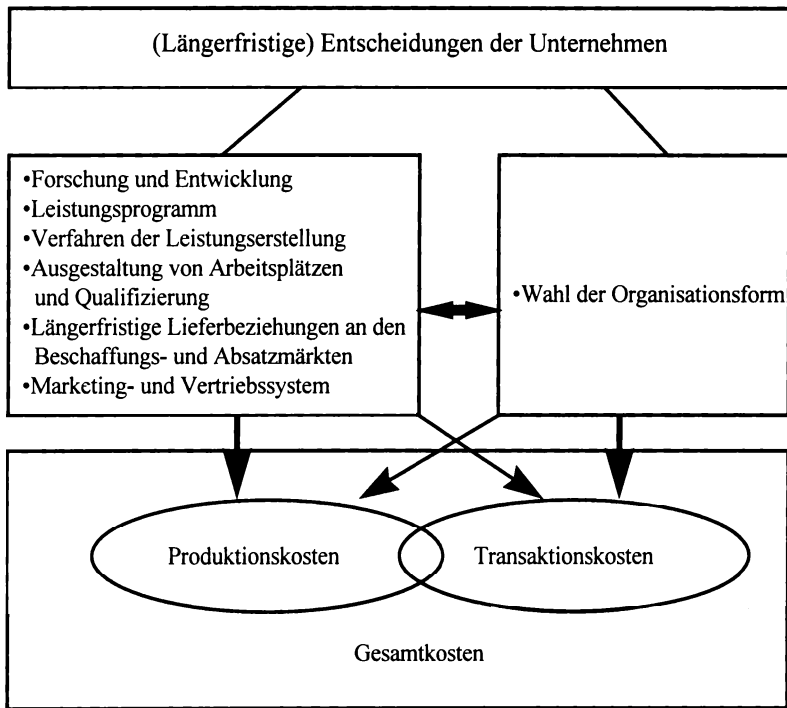 (Längerfristige) Entscheidungen der Unternehmen
•Forschung und Entwicklung
•Leistungsprogramm
•Verfahren der Leistungserstellung
•Ausgestaltung von Arbeitsplätzen
und Qualifizierung
•Längerfristige Lieferbeziehungen an den
Beschaffungs- und Absatzmärkten
•Marketing- und Vertriebssystem
•Wahl der Organisationsform
Produktionskosten
Transaktionskosten
Gesamtkosten